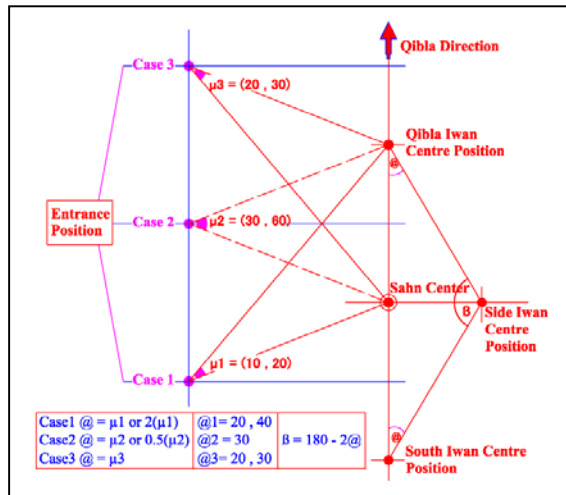 Qibla Direction
Case 3
μ3 = (20 , 30)
Qibla Iwan
Centre Position
@
Entrance
Position
Case 2
μ2 = (30 , 60)
Sahn Center
ß
Side Iwan
Centre
Position
μ1 = (10 , 20)
Case 1
@
South Iwan Centre
Position
Case1 @ = μ1 or 2(μ1) @1= 20 , 40
Case2 @ = μ2 or 0.5(μ2) @2 = 30 ß = 180 - 2@
Case3 @ = μ3 @3= 20 , 30